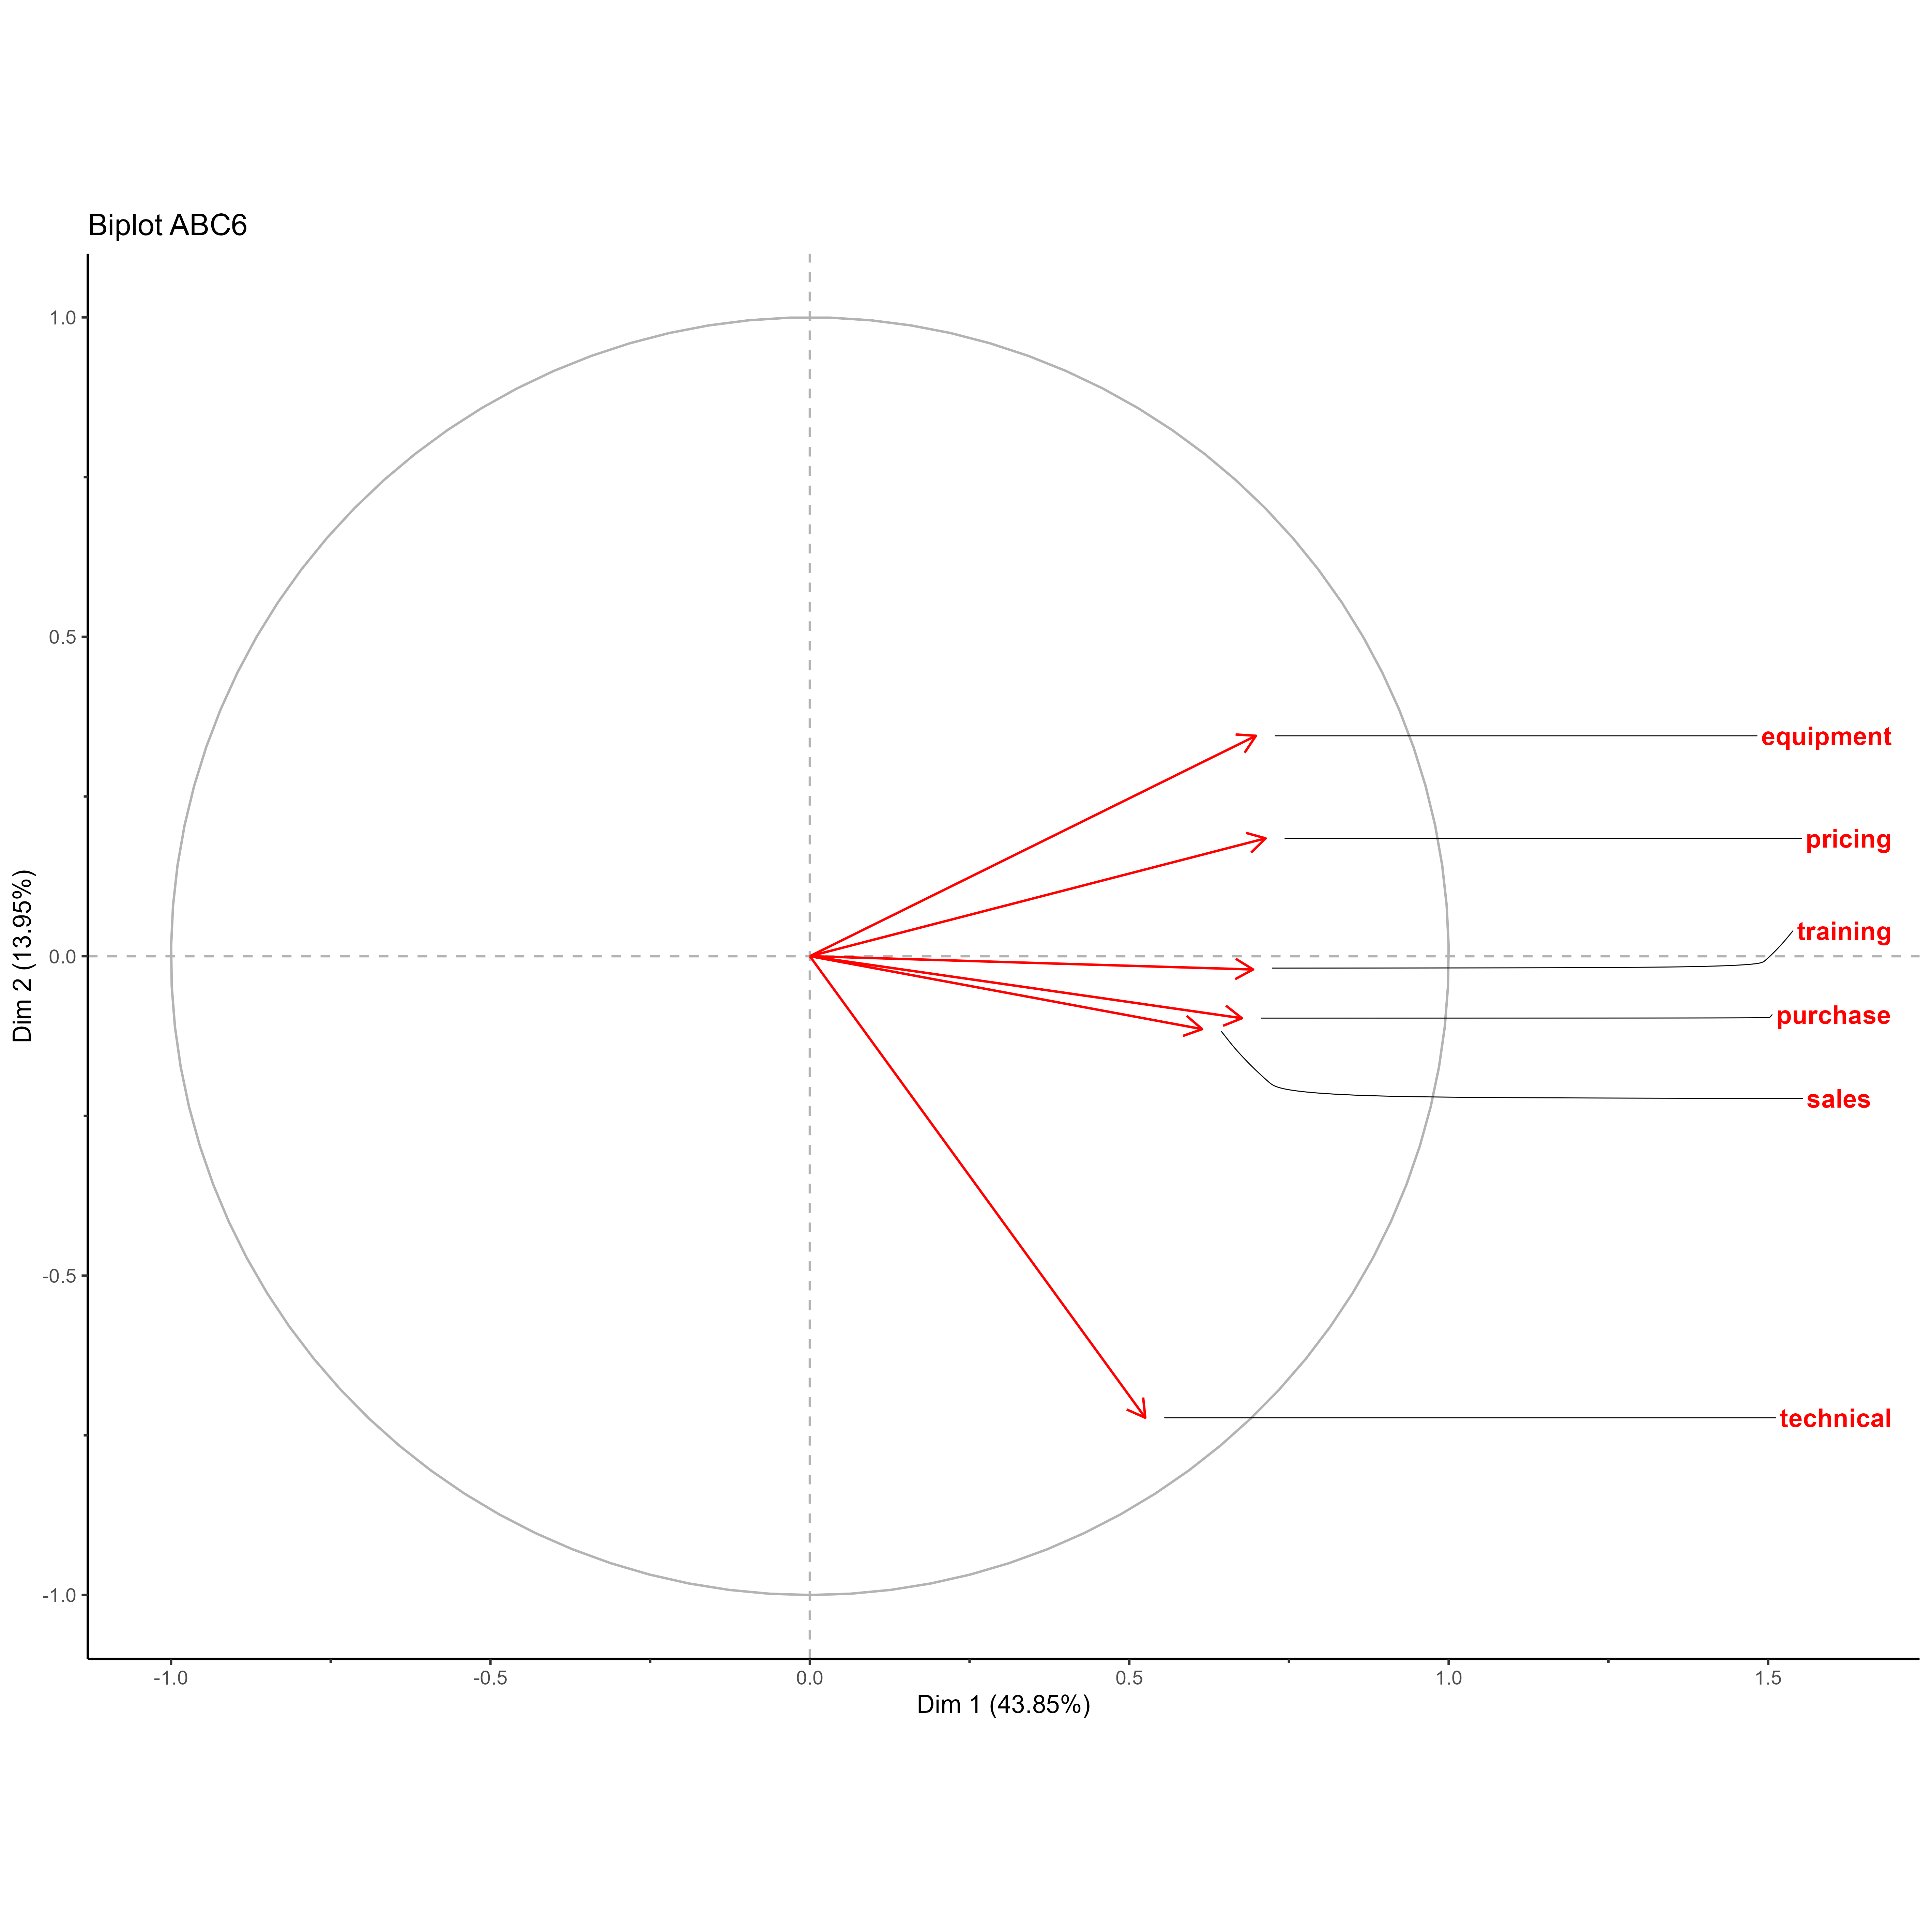 Biplot ABC6
Dim 2 (13.95%)
1.0
0.5
0.0
-0.5
-1.0
equipment
pricing
training
purchase
sales
technical
-1.0
-0.5
0.0
0.5
1.0
1.5
Dim 1 (43.85%)